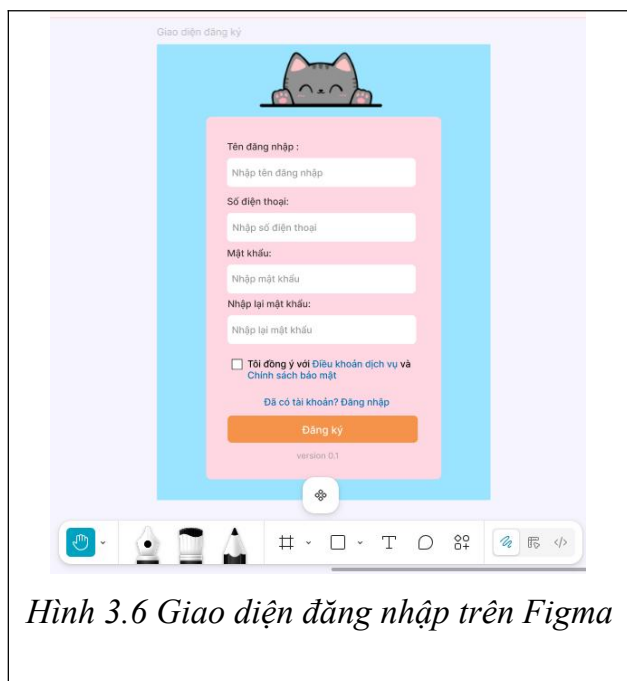 Giao diện đăng ký
Tên đăng nhập :
Nhập tên đăng nhập
Số điện thoại:
Nhập số điện thoại
Mật khẩu:
Nhập mật khẩu
Nhập lại mật khẩu:
Nhập lại mật khẩu
Tôi đồng ý với Điều khoản dịch vụ và
Chính sách bảo mật
Đã có tài khoản? Đăng nhập
Đăng ký
version 0.1
Hình 3.6 Giao diện đăng nhập trên Figma